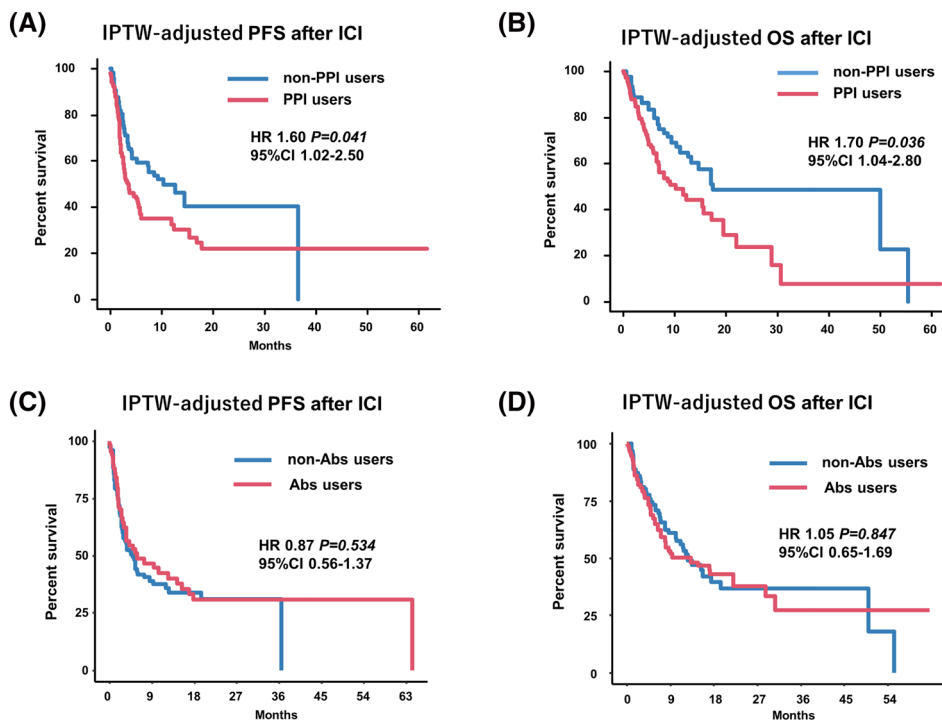 (A)
IPTW-adjusted PFS after ICI
100
80
60
40
20
0
Percent survival
non-PPI users
PPI users
HR 1.60 P=0.041
95%CI 1.02-2.50
0 10 20 30 40 50 60
Months
(B)
IPTW-adjusted OS after ICI
100
80
60
40
20
0
Percent survival
non-PPI users
PPI users
HR 1.70 P=0.036
95%CI 1.04-2.80
0 10 20 30 40 50 60
(C)
IPTW-adjusted PFS after ICI
100
75
50
25
0
Percent survival
non-Abs users
Abs users
HR 0.87 P=0.534
95%CI 0.56-1.37
0 9 18 27 36 45 54 63
Months
(D)
IPTW-adjusted OS after ICI
100
75
50
25
0
Percent survival
non-Abs users
Abs users
HR 1.05 P=0.847
95%CI 0.65-1.69
0 9 18 27 36 45 54
Months